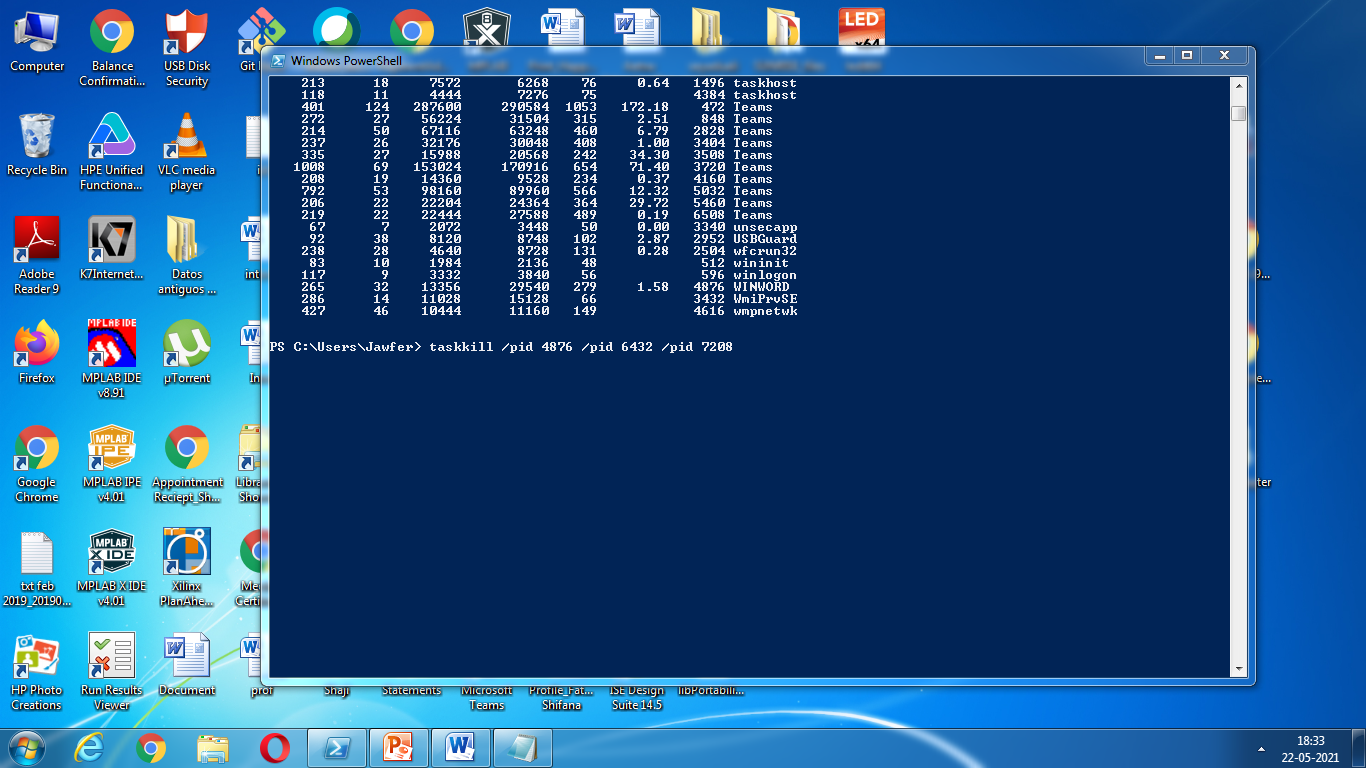 Computer
Balance
Confirmati...
USB Disk
Security
Git
LED
x64
Recycle Bin
HPE Unified
Functiona...
VLC media
player
Adobe
Reader 9
K7Internet...
Datos
antiguos ...
int
Firefox
MPLAB IDE
MPLAB IDE
v8.91
µTorrent
In
Google
Chrome
MPLAB
IPE
MPLAB IPE
v4.01
Appointment
Reciept_Sh...
Libra
Sho
txt feb
2019_20190...
MPLAB
X IDE
MPLAB X IDE
v4.01
Xilinx
PlanAhe...
Me
Certi
HP Photo
Creations
Run Results
Viewer
Document
prof
Shaji
Statements
Microsoft
Teams
Profile_Fat...
Shifana
ISE Design
Suite 14.5
libPortabili...
Windows PowerShell
213 18 7572 6268 76 0.64 1496 taskhost
118 11 4444 7276 75 4384 taskhost
401 124 287600 290584 1053 172.18 472 Teams
272 27 56224 31504 315 2.51 848 Teams
214 50 67116 63248 460 6.79 2828 Teams
237 26 32176 30048 408 1.00 3404 Teams
335 27 15988 20568 242 34.30 3508 Teams
1008 69 153024 170916 654 71.40 3720 Teams
208 19 14360 9528 234 0.37 4160 Teams
792 53 98160 89960 566 12.32 5032 Teams
206 22 22204 24364 364 29.72 5460 Teams
219 22 22444 27588 489 0.19 6508 Teams
67 7 2072 3448 50 0.00 3340 unsecapp
92 38 8120 8748 102 2.87 2952 USBGuard
238 28 4640 8728 131 0.28 2504 wfcrun32
83 10 1984 2136 48 512 wininit
117 9 3332 3840 56 596 winlogon
265 32 13356 29540 279 1.58 4876 WINWORD
286 14 11028 15128 66 3432 WmiPrvSE
427 46 10444 11160 149 4616 wmpnetwk
PS C:\Users\Jawfer> taskkill /pid 4876 /pid 6432 /pid 7208
9...
e...
ter
18:33
22-05-2021